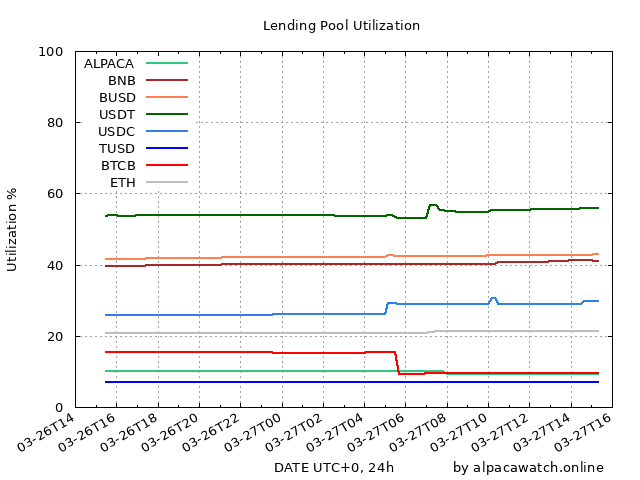 Lending Pool Utilization
Utilization %
100
80
60
40
20
0
ALPACA
BNB
BUSD
USDT
USDC
TUSD
BTCB
ETH
03-26T14
03-26T16
03-26T18
03-26T20
03-26T22
03-27T00
03-27T02
03-27T04
03-27T06
03-27T08
03-27T10
03-27T12
03-27T14
03-27T16
DATE UTC+0, 24h
by alpacawatch.online